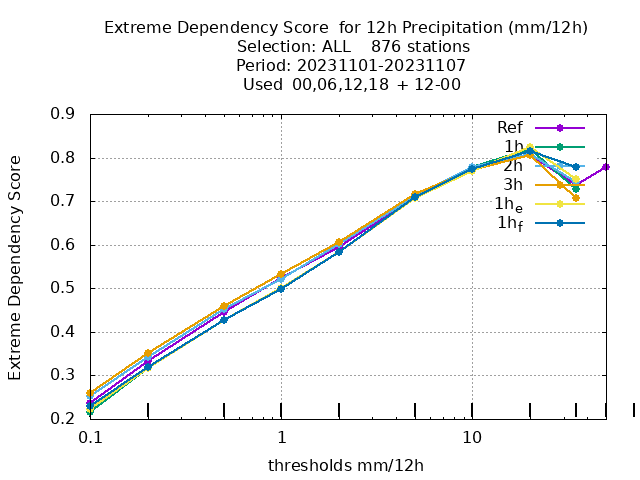 Extreme Dependency Score  for 12h Precipitation (mm/12h)
Selection: ALL    876 stations
Period: 20231101-20231107
Used  00,06,12,18 + 12-00
0.9
0.8
0.7
0.6
0.5
0.4
0.3
0.2
Extreme Dependency Score
Ref
1h
2h
3h
1he
1hf
0.1
1
10
thresholds mm/12h